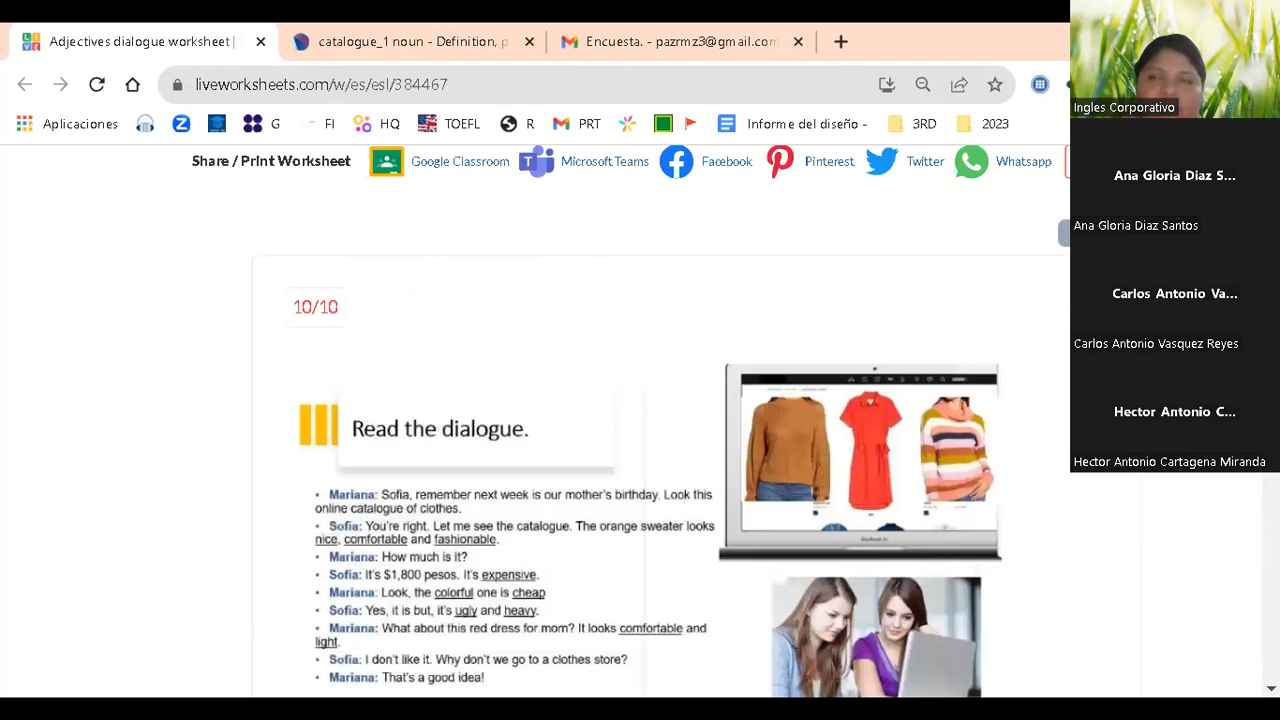 Adjectives dialogue worksheet |
catalogue_1 noun - Definition, p
Encuesta. - pazrmz3@gmail.com
liveworksheets.com/w/es/esl/384467
Aplicaciones
G
FI
HQ
TOEFL
R
PRT
Informe del diseño -
3RD
2023
Share / Print Worksheet
Google Classroom
Microsoft Teams
Facebook
Pinterest
Twitter
Whatsapp
10/10
Read the dialogue.
• Mariana: Sofia, remember next week is our mother's birthday. Look this
online catalogue of clothes.
• Sofia: You're right. Let me see the catalogue. The orange sweater looks
nice, comfortable and fashionable.
• Mariana: How much is it?
• Sofia: It's $1,800 pesos. It's expensive.
• Mariana: Look, the colorful one is cheap
• Sofia: Yes, it is but, it's ugly and heavy.
• Mariana: What about this red dress for mom? It looks comfortable and
light.
• Sofia: I don't like it. Why don't we go to a clothes store?
• Mariana: That's a good idea!
Ingles Corporativo
Ana Gloria Diaz S...
Ana Gloria Diaz Santos
Carlos Antonio Va...
Carlos Antonio Vasquez Reyes
Hector Antonio C...
Hector Antonio Cartagena Miranda